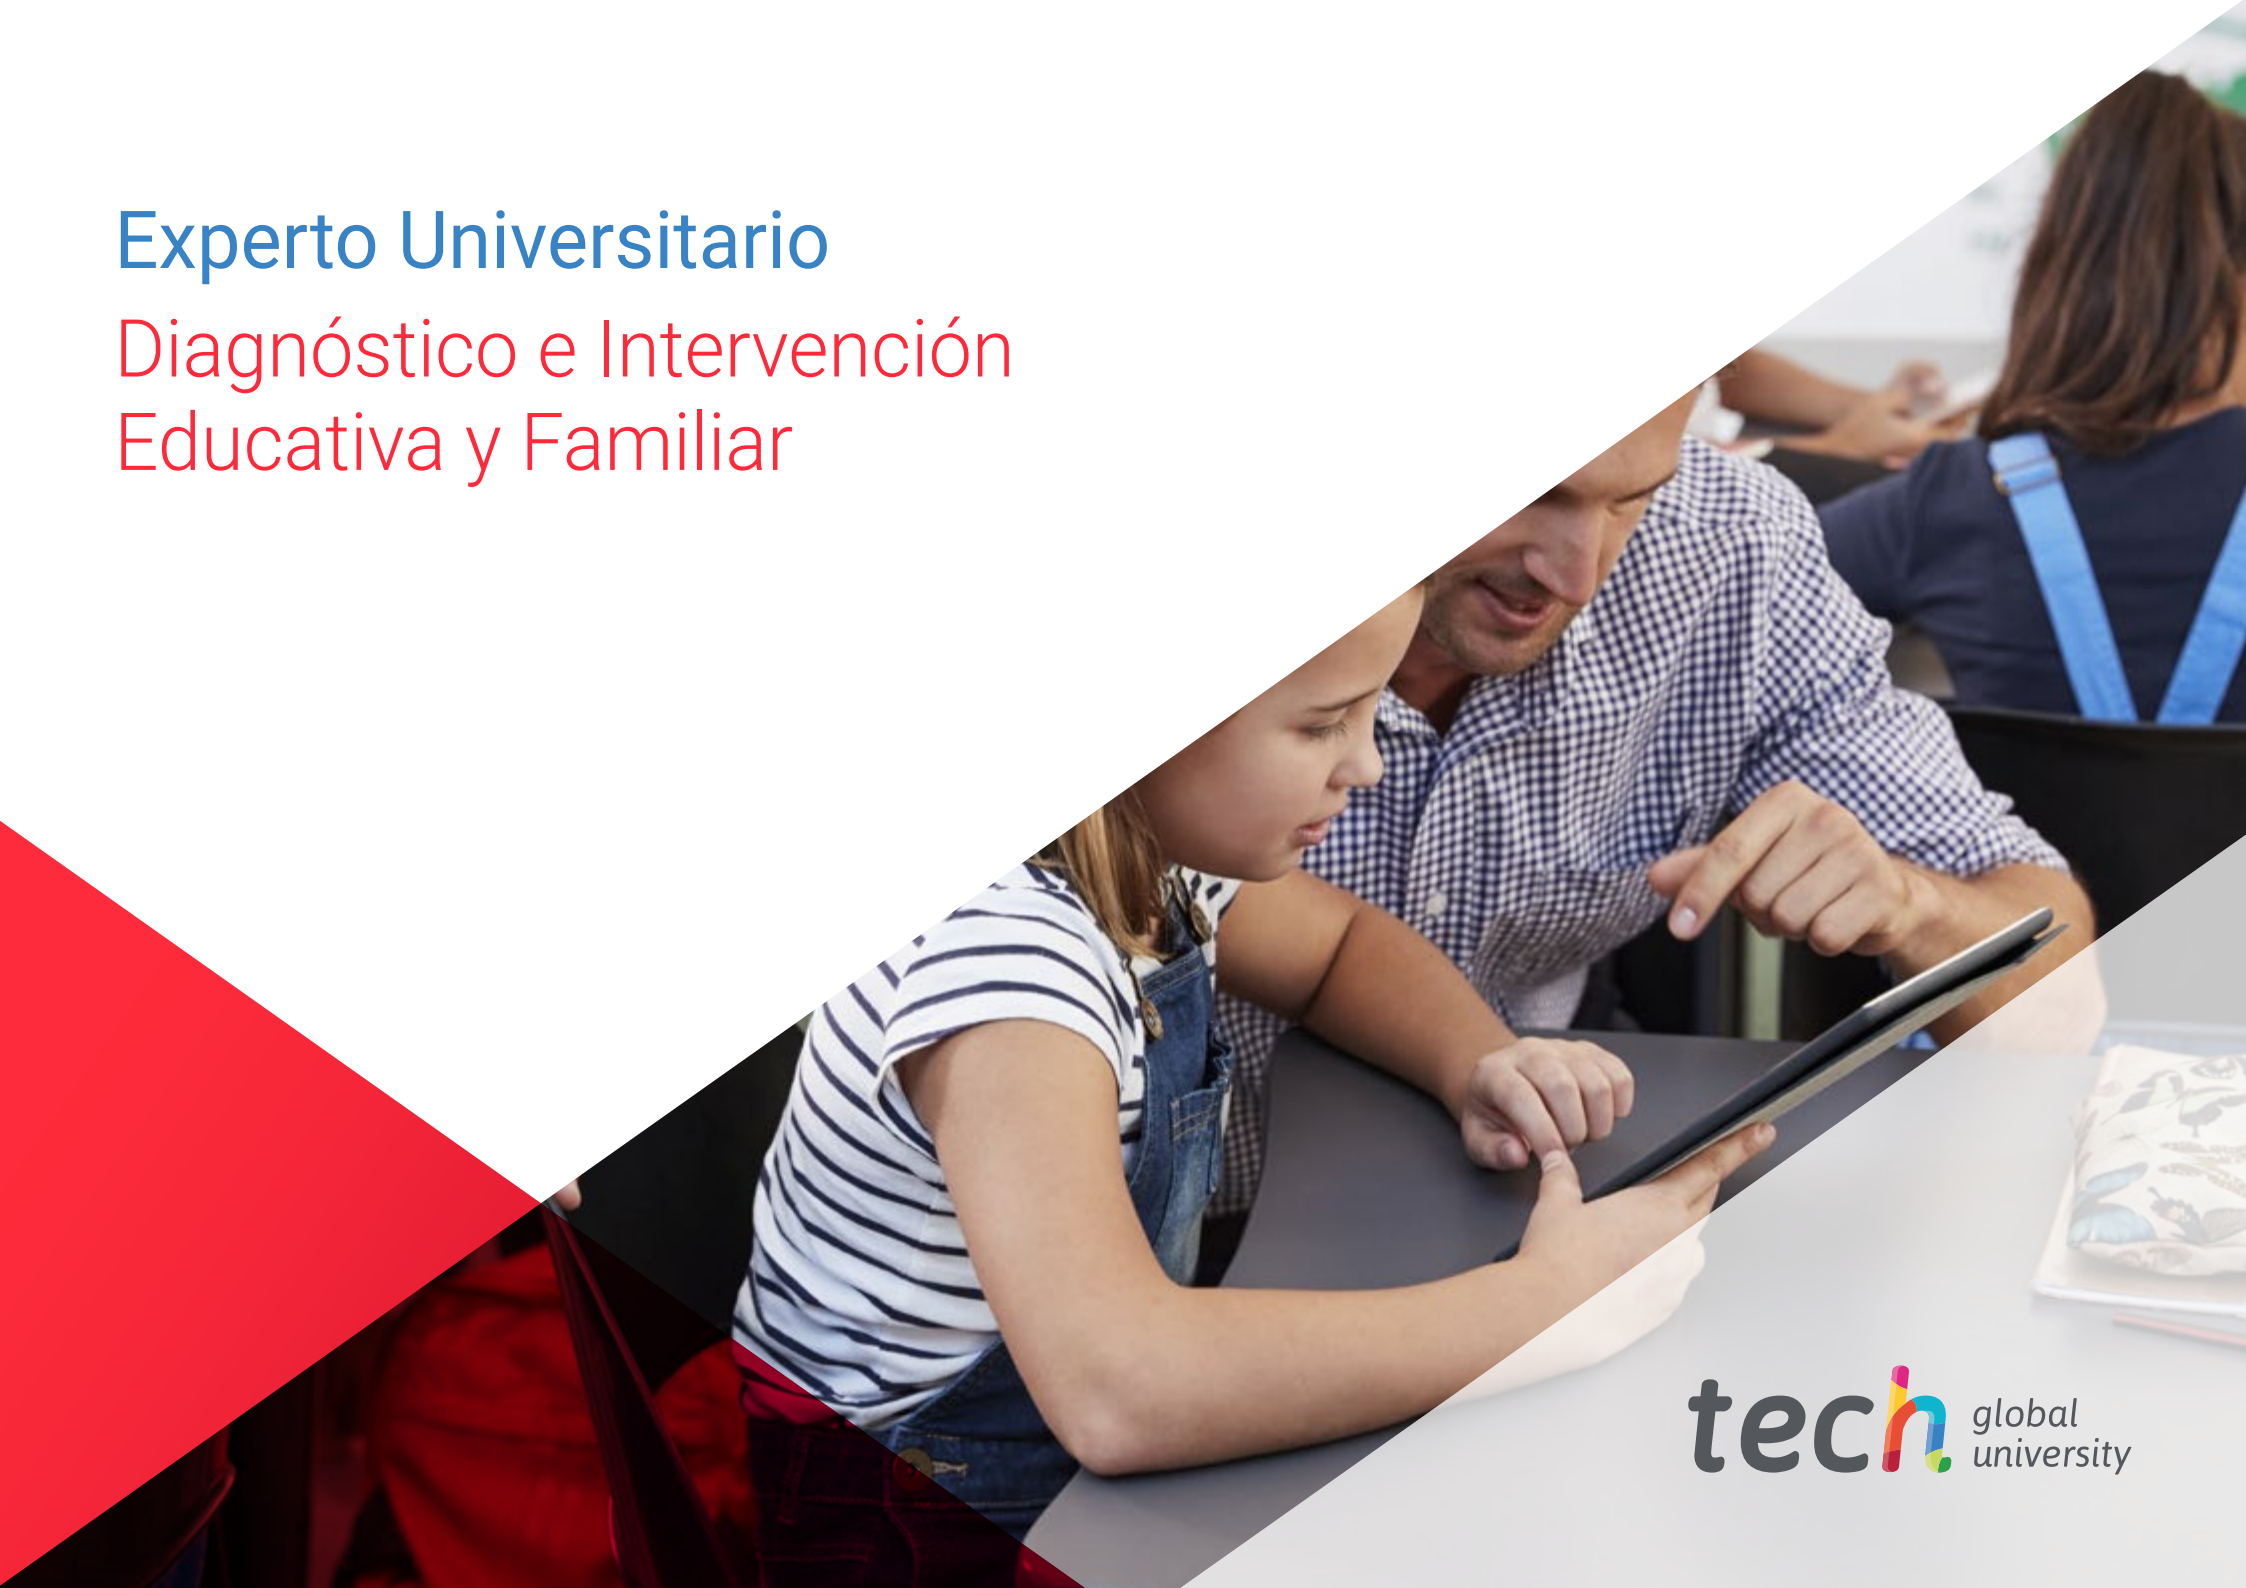 Experto Universitario
Diagnóstico e Intervención
Educativa y Familiar
tech global
university